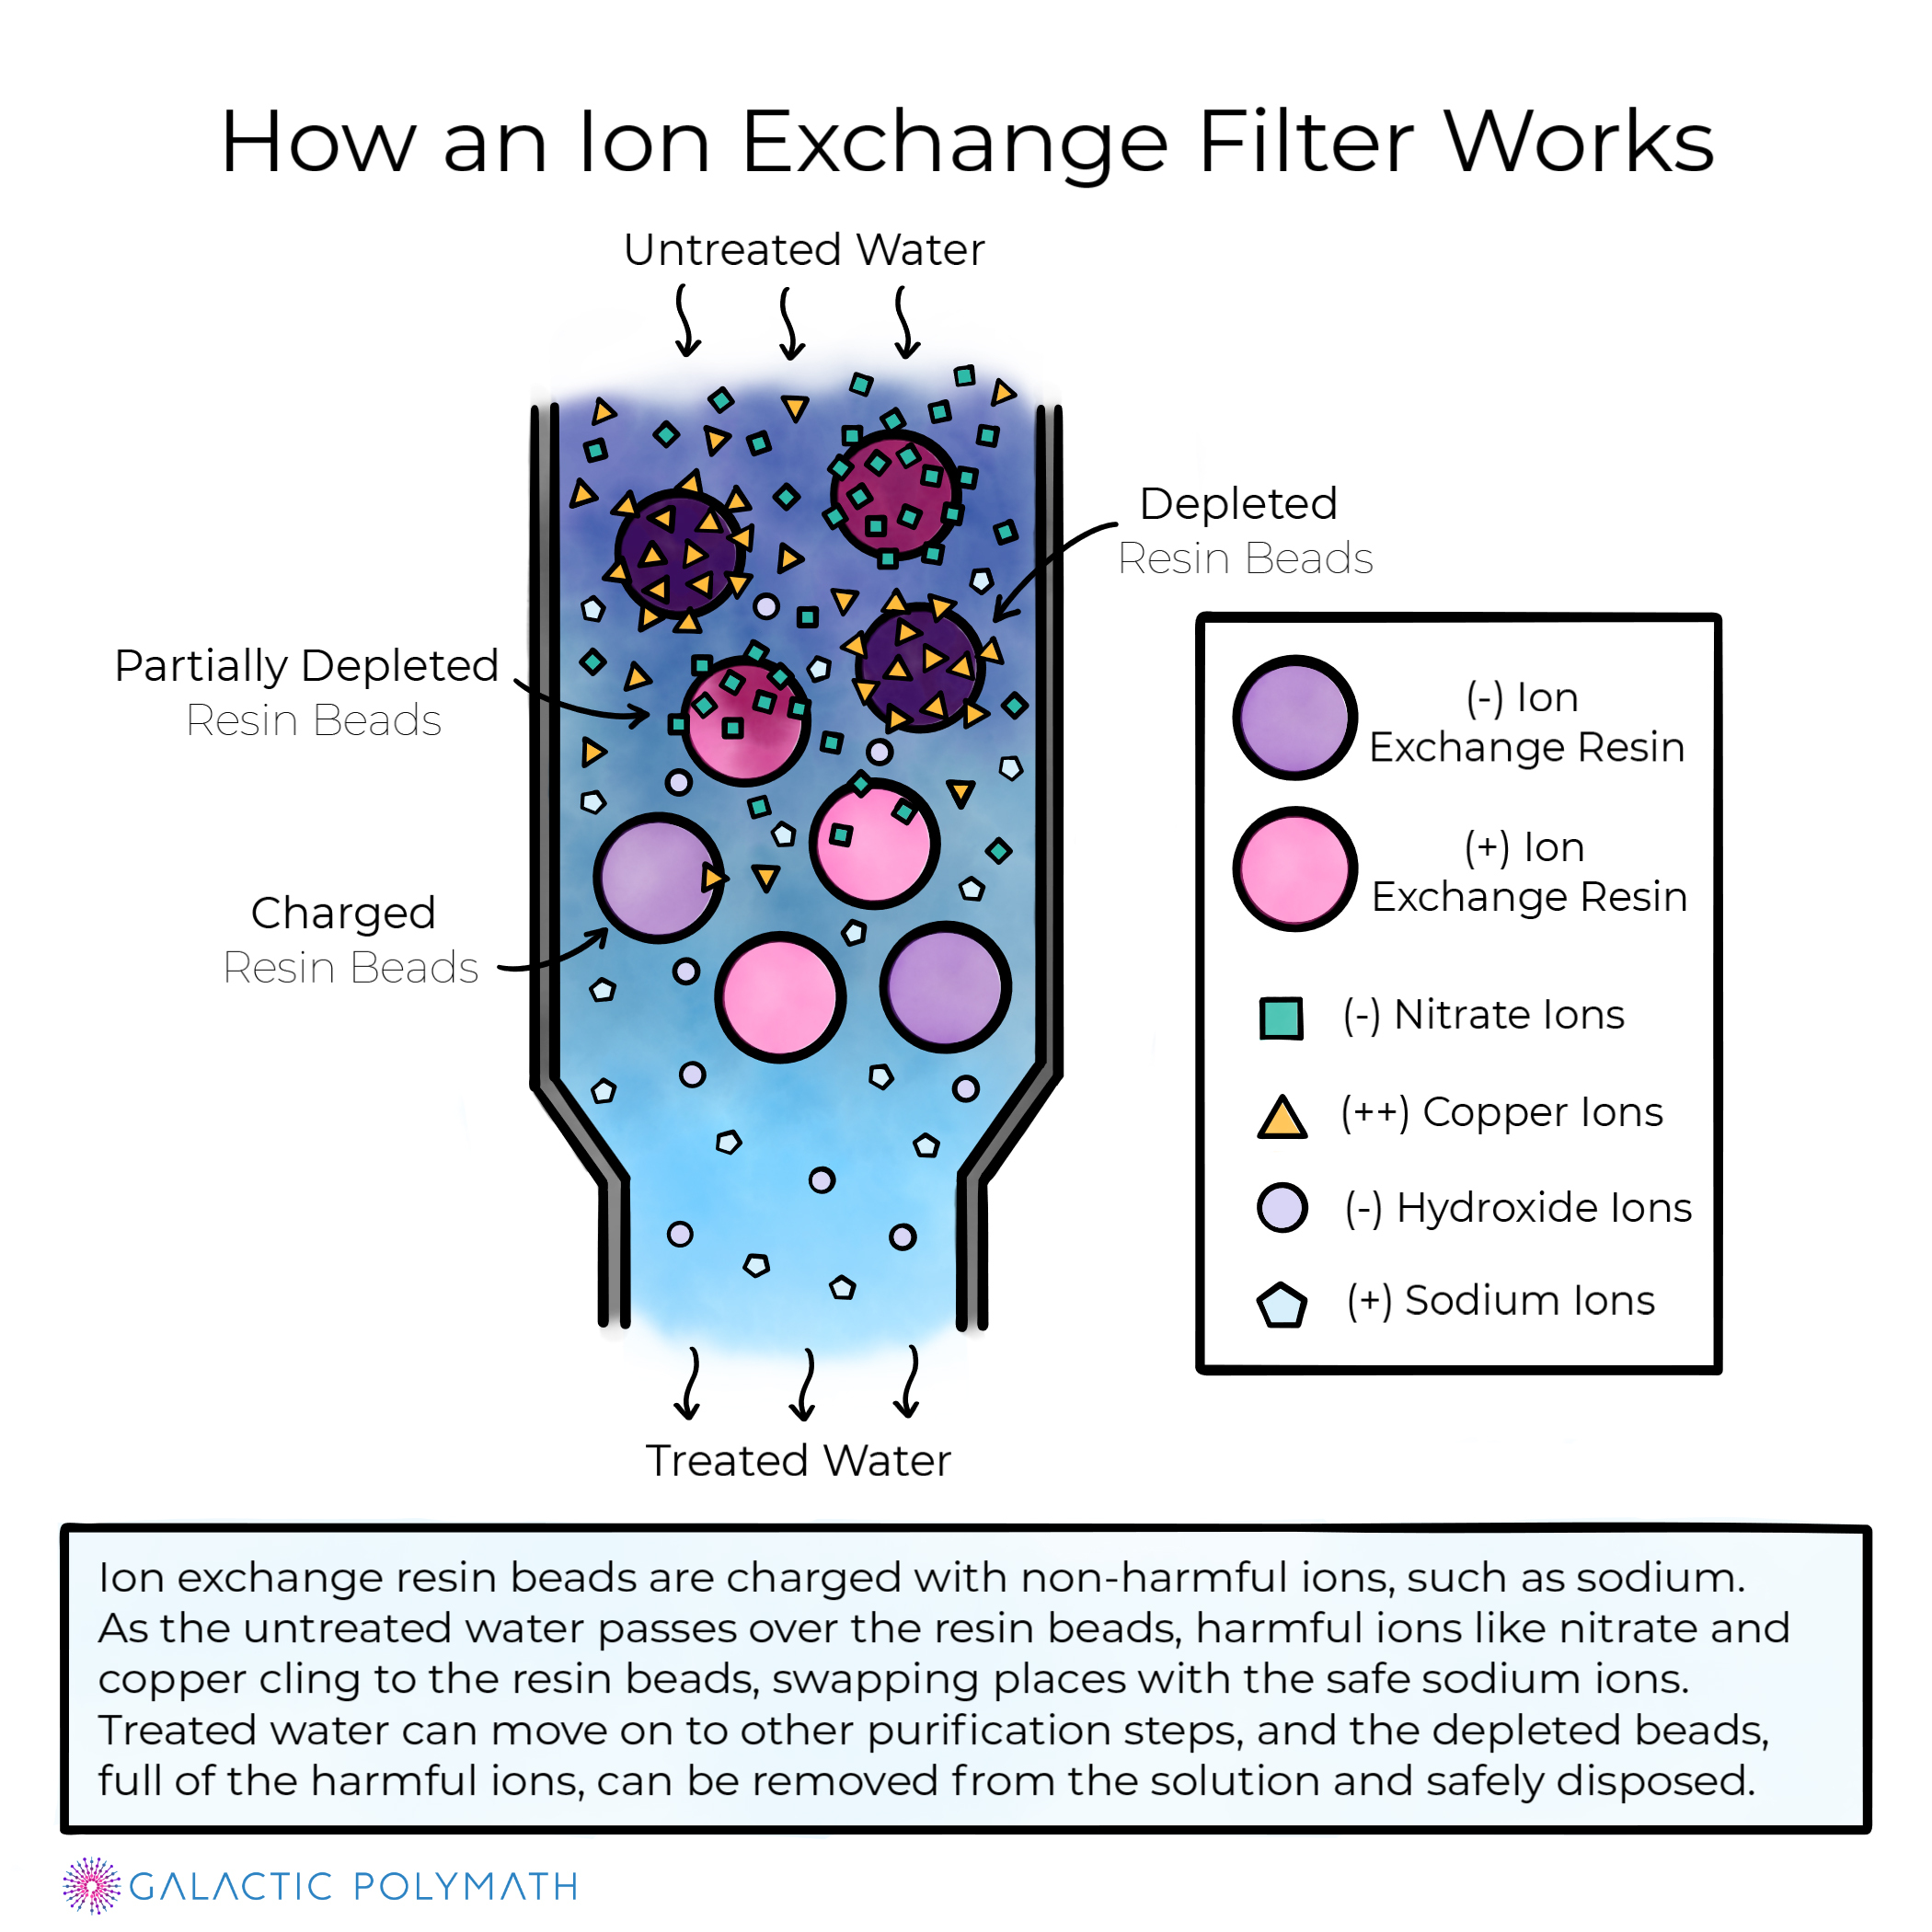 How an Ion Exchange Filter Works
Untreated Water
Depleted
Resin Beads
Partially Depleted
Resin Beads
Charged
Resin Beads
(-) Ion
Exchange Resin
(+) Ion
Exchange Resin
(-) Nitrate Ions
(++) Copper Ions
(-) Hydroxide Ions
(+) Sodium Ions
Treated Water
Ion exchange resin beads are charged with non-harmful ions, such as sodium.
As the untreated water passes over the resin beads, harmful ions like nitrate and
copper cling to the resin beads, swapping places with the safe sodium ions.
Treated water can move on to other purification steps, and the depleted beads,
full of the harmful ions, can be removed from the solution and safely disposed.
GALACTIC POLYMATH